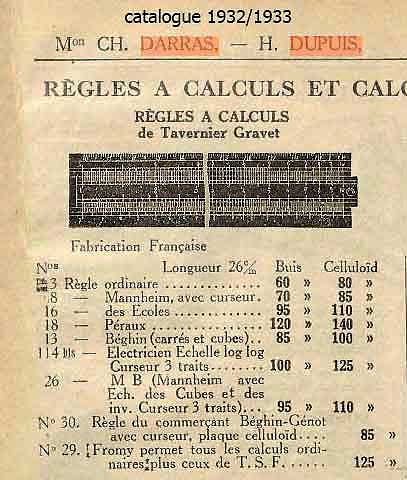 catalogue 1932/1933
Mon CH. DARRAS, — H. DUPUIS,
RÈGLES A CALCULS ET CALC
RÈGLES A CALCULS
de Tavernier Gravet
Fabrication Française
Nos Longueur 26c/m Buis Celluloïd
3 Règle ordinaire .............. 60 » 80 »
8 — Mannheim, avec curseur. 70 » 85 »
16 — des Ecoles .............. 95 » 110 »
18 — Péraux .................. 120 » 140 »
13 — Béghin (carrés et cubes).. 85 » 100 »
114 bis — Electricien Echelle log log
Curseur 3 traits........ 100 » 125 »
26 — M B (Mannheim avec
Ech. des Cubes et des
inv. Curseur 3 traits)... 95 » 110 »
No 30. Règle du commerçant Béghin-Génot
avec curseur, plaque celluloïd.... 85 »
No 29. Fromy permet tous les calculs ordi-
naires plus ceux de T. S. F. ...... 125 »